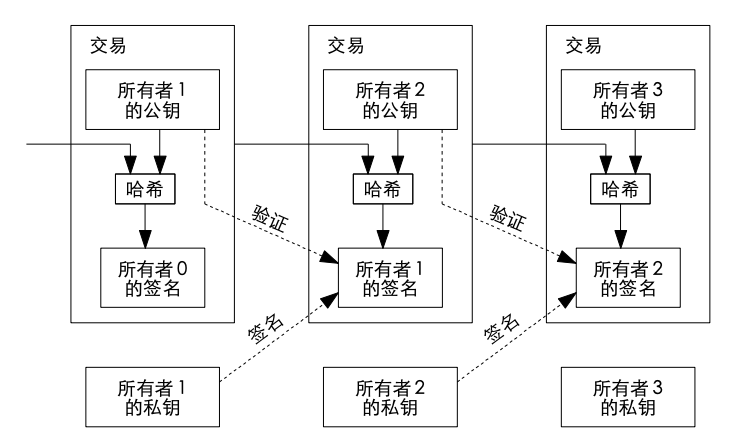 交易
所有者1
的公钥
哈希
所有者0
的签名
交易
所有者2
的公钥
哈希
验证
所有者1
的签名
签名
交易
所有者3
的公钥
哈希
验证
所有者2
的签名
签名
所有者1
的私钥
所有者2
的私钥
所有者3
的私钥